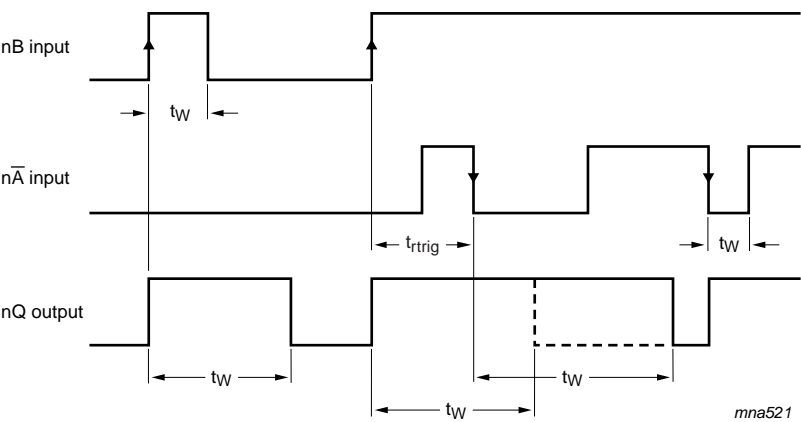 nB input
tW
nA̅ input
trtrig
tW
nQ output
tW
tW
tW
mna521